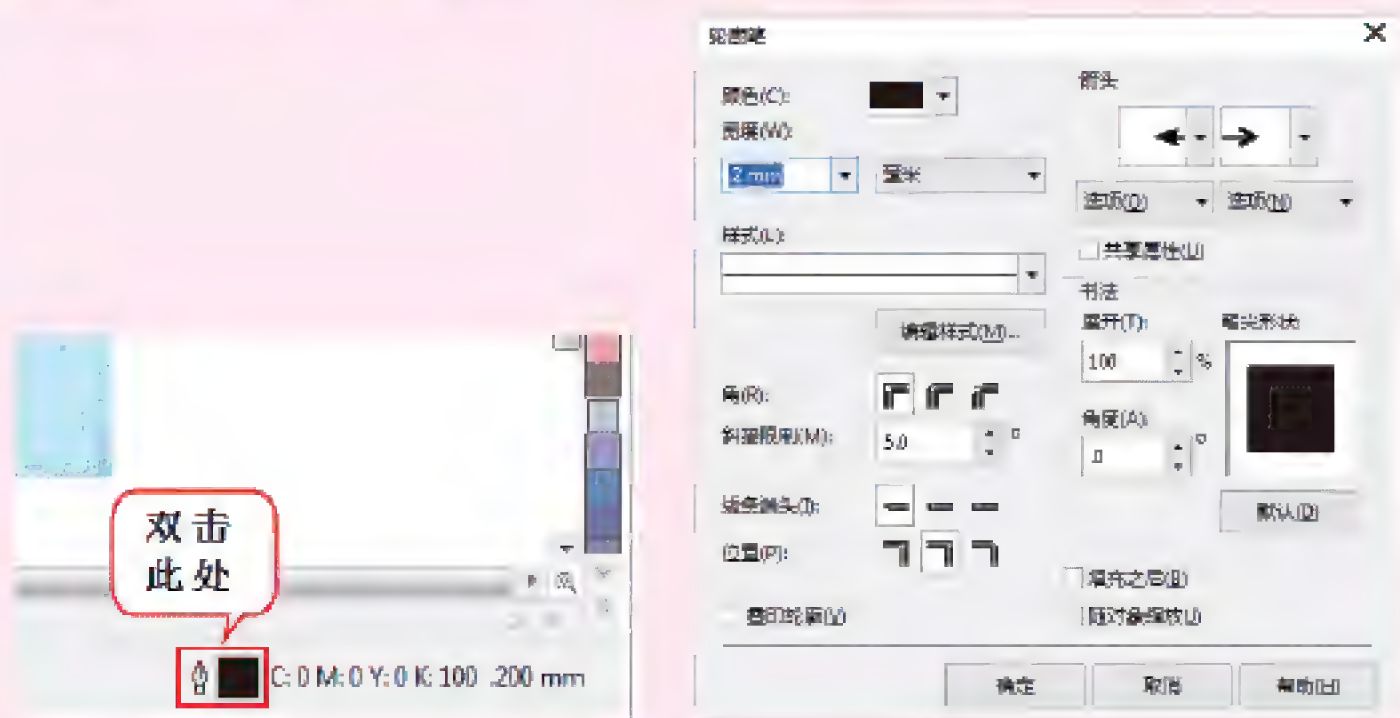 双击
此处
C: 0 M: 0 Y: 0 K: 100 .200 mm
轮廓笔
颜色(C):
宽度(W):
2 mm
毫米
样式(L):
编辑样式(M)...
角(R):
斜接限制(M):
5.0
°
线条端头(T):
位置(P):
叠印轮廓(V)
箭头
选项(O)
选项(N)
共享属性(U)
书法
展开(T):
笔尖形状:
100
%
角度(A):
.0
°
默认(D)
填充之后(B)
随对象缩放(J)
确定
取消
帮助(H)